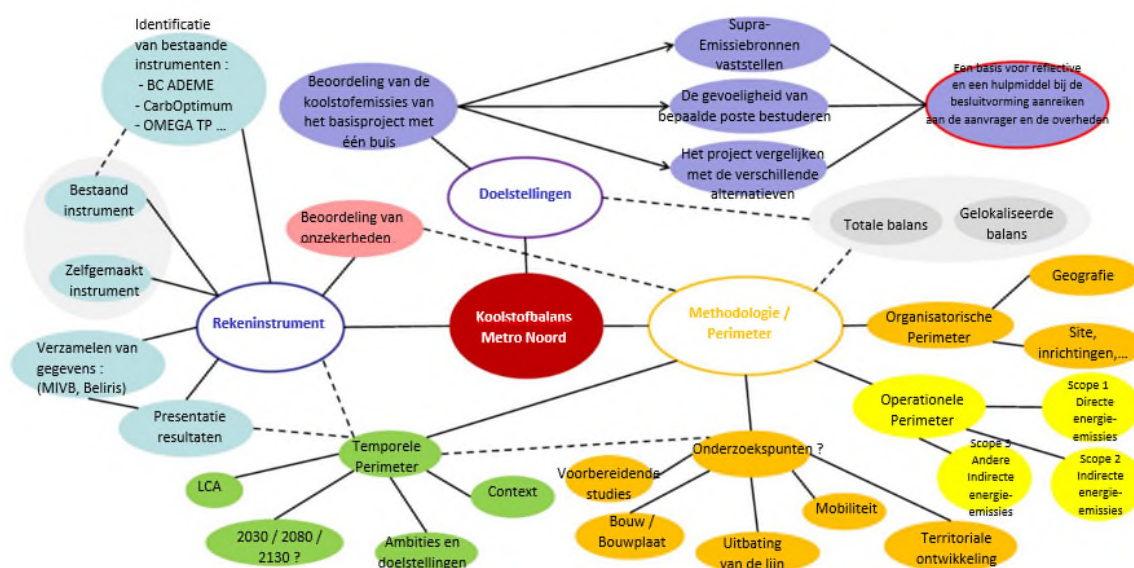 Identificatie
van bestaande
instrumenten :
- BC ADEME
- CarbOptimum
- OMEGA TP ...
Beoordeling van de
koolstofemissies van
het basisproject met
één buis
Supra-
Emissiebronnen
vaststellen
De gevoeligheid van
bepaalde poste bestuderen
Het project vergelijken
met de verschillende
alternatieven
Een basis voor reflective
en een hulpmiddel bij de
besluitvorming aanreiken
aan de aanvrager en de overheden
Bestaand
instrument
Zelfgemaakt
instrument
Beoordeling van
onzekerheden
Doelstellingen
Totale balans
Gelokaliseerde
balans
Rekeninstrument
Koolstofbalans
Metro Noord
Methodologie /
Perimeter
Geografie
Organisatorische
Perimeter
Site,
inrichtingen,...
Verzamelen van
gegevens :
(MIVB, Beliris)
Presentatie
resultaten
Operationele
Perimeter
Scope 1
Directe
energie-
emissies
Scope 3
Andere
Indirecte
energie-
emissies
Scope 2
Indirecte
energie-
emissies
Temporele
Perimeter
LCA
Context
2030 / 2080 /
2130 ?
Ambities en
doelstellingen
Onderzoekspunten ?
Voorbereidende
studies
Bouw /
Bouwplaat
Uitbating
van de lijn
Mobiliteit
Territoriale
ontwikkeling